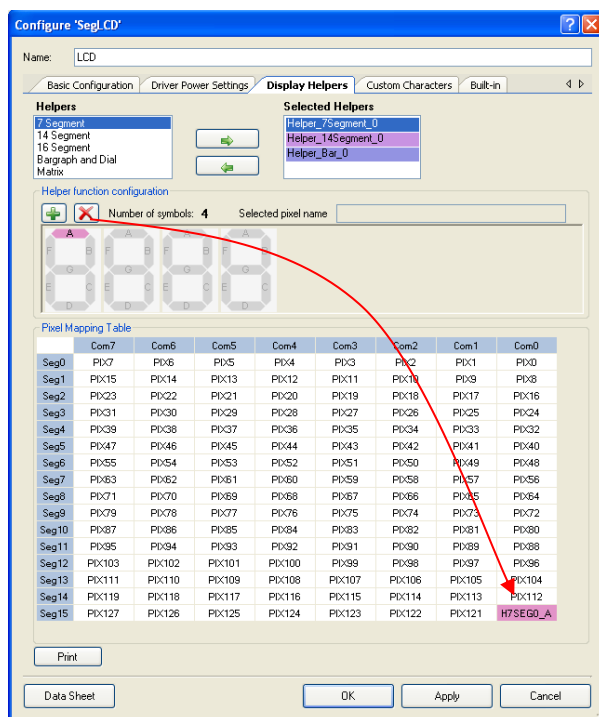 Configure 'SegLCD'
Name: LCD
Basic Configuration Driver Power Settings Display Helpers Custom Characters Built-in
Helpers Selected Helpers
7 Segment Helper_7Segment_0
14 Segment Helper_14Segment_0
16 Segment Helper_Bar_0
Bargraph and Dial
Matrix
Helper function configuration
Number of symbols: 4 Selected pixel name
A A A A
F B F B F B F B
G G G G
E C E C E C E C
D D D D
Pixel Mapping Table
Com7 Com6 Com5 Com4 Com3 Com2 Com1 Com0
Seg0 PIX7 PIX6 PIX5 PIX4 PIX3 PIX2 PIX1 PIX0
Seg1 PIX15 PIX14 PIX13 PIX12 PIX11 PIX10 PIX9 PIX8
Seg2 PIX23 PIX22 PIX21 PIX20 PIX19 PIX18 PIX17 PIX16
Seg3 PIX31 PIX30 PIX29 PIX28 PIX27 PIX26 PIX25 PIX24
Seg4 PIX39 PIX38 PIX37 PIX36 PIX35 PIX34 PIX33 PIX32
Seg5 PIX47 PIX46 PIX45 PIX44 PIX43 PIX42 PIX41 PIX40
Seg6 PIX55 PIX54 PIX53 PIX52 PIX51 PIX50 PIX49 PIX48
Seg7 PIX63 PIX62 PIX61 PIX60 PIX59 PIX58 PIX57 PIX56
Seg8 PIX71 PIX70 PIX69 PIX68 PIX67 PIX66 PIX65 PIX64
Seg9 PIX79 PIX78 PIX77 PIX76 PIX75 PIX74 PIX73 PIX72
Seg10 PIX87 PIX86 PIX85 PIX84 PIX83 PIX82 PIX81 PIX80
Seg11 PIX95 PIX94 PIX93 PIX92 PIX91 PIX90 PIX89 PIX88
Seg12 PIX103 PIX102 PIX101 PIX100 PIX99 PIX98 PIX97 PIX96
Seg13 PIX111 PIX110 PIX109 PIX108 PIX107 PIX106 PIX105 PIX104
Seg14 PIX119 PIX118 PIX117 PIX116 PIX115 PIX114 PIX113 PIX112
Seg15 PIX127 PIX126 PIX125 PIX124 PIX123 PIX122 PIX121 H7SEG0_A
Print
Data Sheet OK Apply Cancel